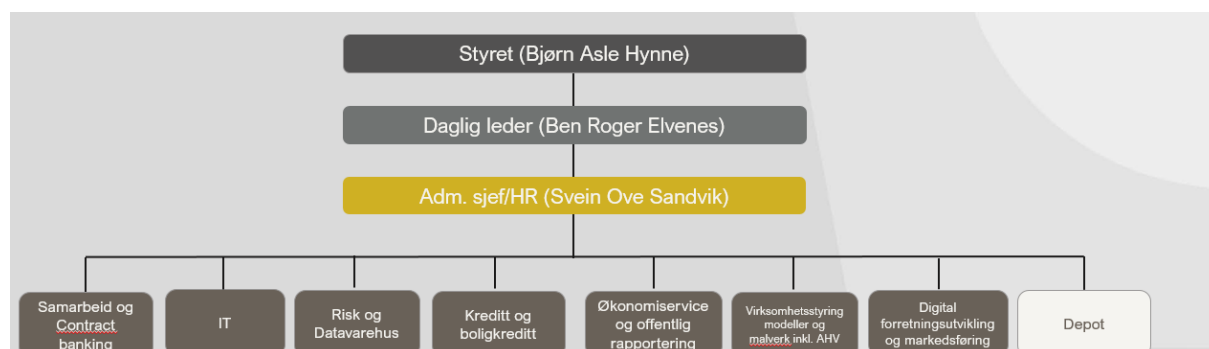 Styret (Bjørn Asle Hynne)
Daglig leder (Ben Roger Elvenes)
Adm. sjef/HR (Svein Ove Sandvik)
Samarbeid og
Contract
banking
IT
Risk og
Datavarehus
Kreditt og
boligkreditt
Økonomiservice
og offentlig
rapportering
Virksomhetsstyring
modeller og
malverk inkl. AHV
Digital
forretningsutvikling
og markedsføring
Depot